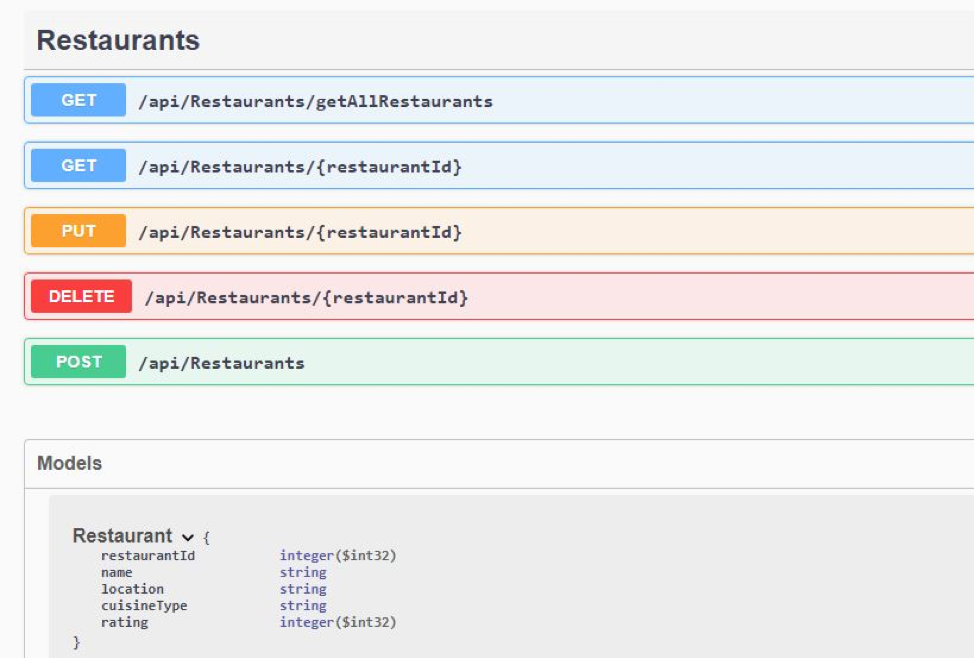 Restaurants
GET /api/Restaurants/getAllRestaurants
GET /api/Restaurants/{restaurantId}
PUT /api/Restaurants/{restaurantId}
DELETE /api/Restaurants/{restaurantId}
POST /api/Restaurants
Models
Restaurant {
restaurantId integer($int32)
name string
location string
cuisineType string
rating integer($int32)
}